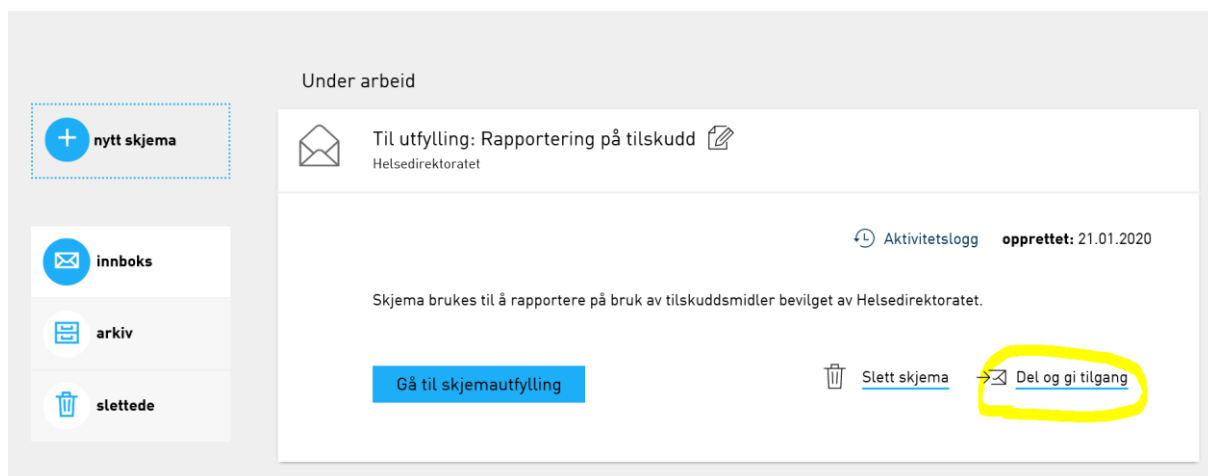 Under arbeid
nytt skjema
Til utfylling: Rapportering på tilskudd
Helsedirektoratet
innboks
arkiv
slettede
Aktivitetslogg opprettet: 21.01.2020
Skjema brukes til å rapportere på bruk av tilskuddsmidler bevilget av Helsedirektoratet.
Gå til skjemautfylling
Slett skjema
Del og gi tilgang